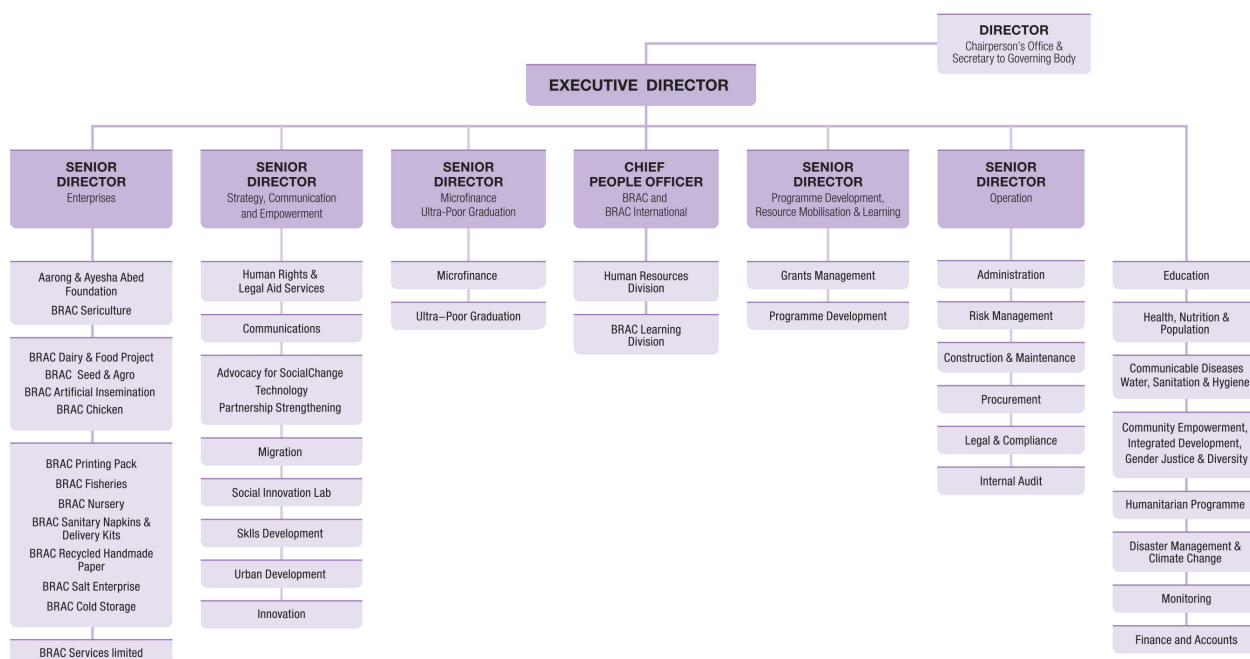 DIRECTOR
Chairperson's Office &
Secretary to Governing Body
EXECUTIVE DIRECTOR
SENIOR
DIRECTOR
Enterprises
Aarong & Ayesha Abed
Foundation
BRAC Sericulture
BRAC Dairy & Food Project
BRAC Seed & Agro
BRAC Artificial Insemination
BRAC Chicken
BRAC Printing Pack
BRAC Fisheries
BRAC Nursery
BRAC Sanitary Napkins &
Delivery Kits
BRAC Recycled Handmade
Paper
BRAC Salt Enterprise
BRAC Cold Storage
BRAC Services limited
SENIOR
DIRECTOR
Strategy, Communication
and Empowerment
Human Rights &
Legal Aid Services
Communications
Advocacy for SocialChange
Technology
Partnership Strengthening
Migration
Social Innovation Lab
Sklls Development
Urban Development
Innovation
SENIOR
DIRECTOR
Microfinance
Ultra-Poor Graduation
Microfinance
Ultra–Poor Graduation
CHIEF
PEOPLE OFFICER
BRAC and
BRAC International
Human Resources
Division
BRAC Learning
Division
SENIOR
DIRECTOR
Programme Development,
Resource Mobilisation & Learning
Grants Management
Programme Development
SENIOR
DIRECTOR
Operation
Administration
Risk Management
Construction & Maintenance
Procurement
Legal & Compliance
Internal Audit
Education
Health, Nutrition &
Population
Communicable Diseases
Water, Sanitation & Hygiene
Community Empowerment,
Integrated Development,
Gender Justice & Diversity
Humanitarian Programme
Disaster Management &
Climate Change
Monitoring
Finance and Accounts